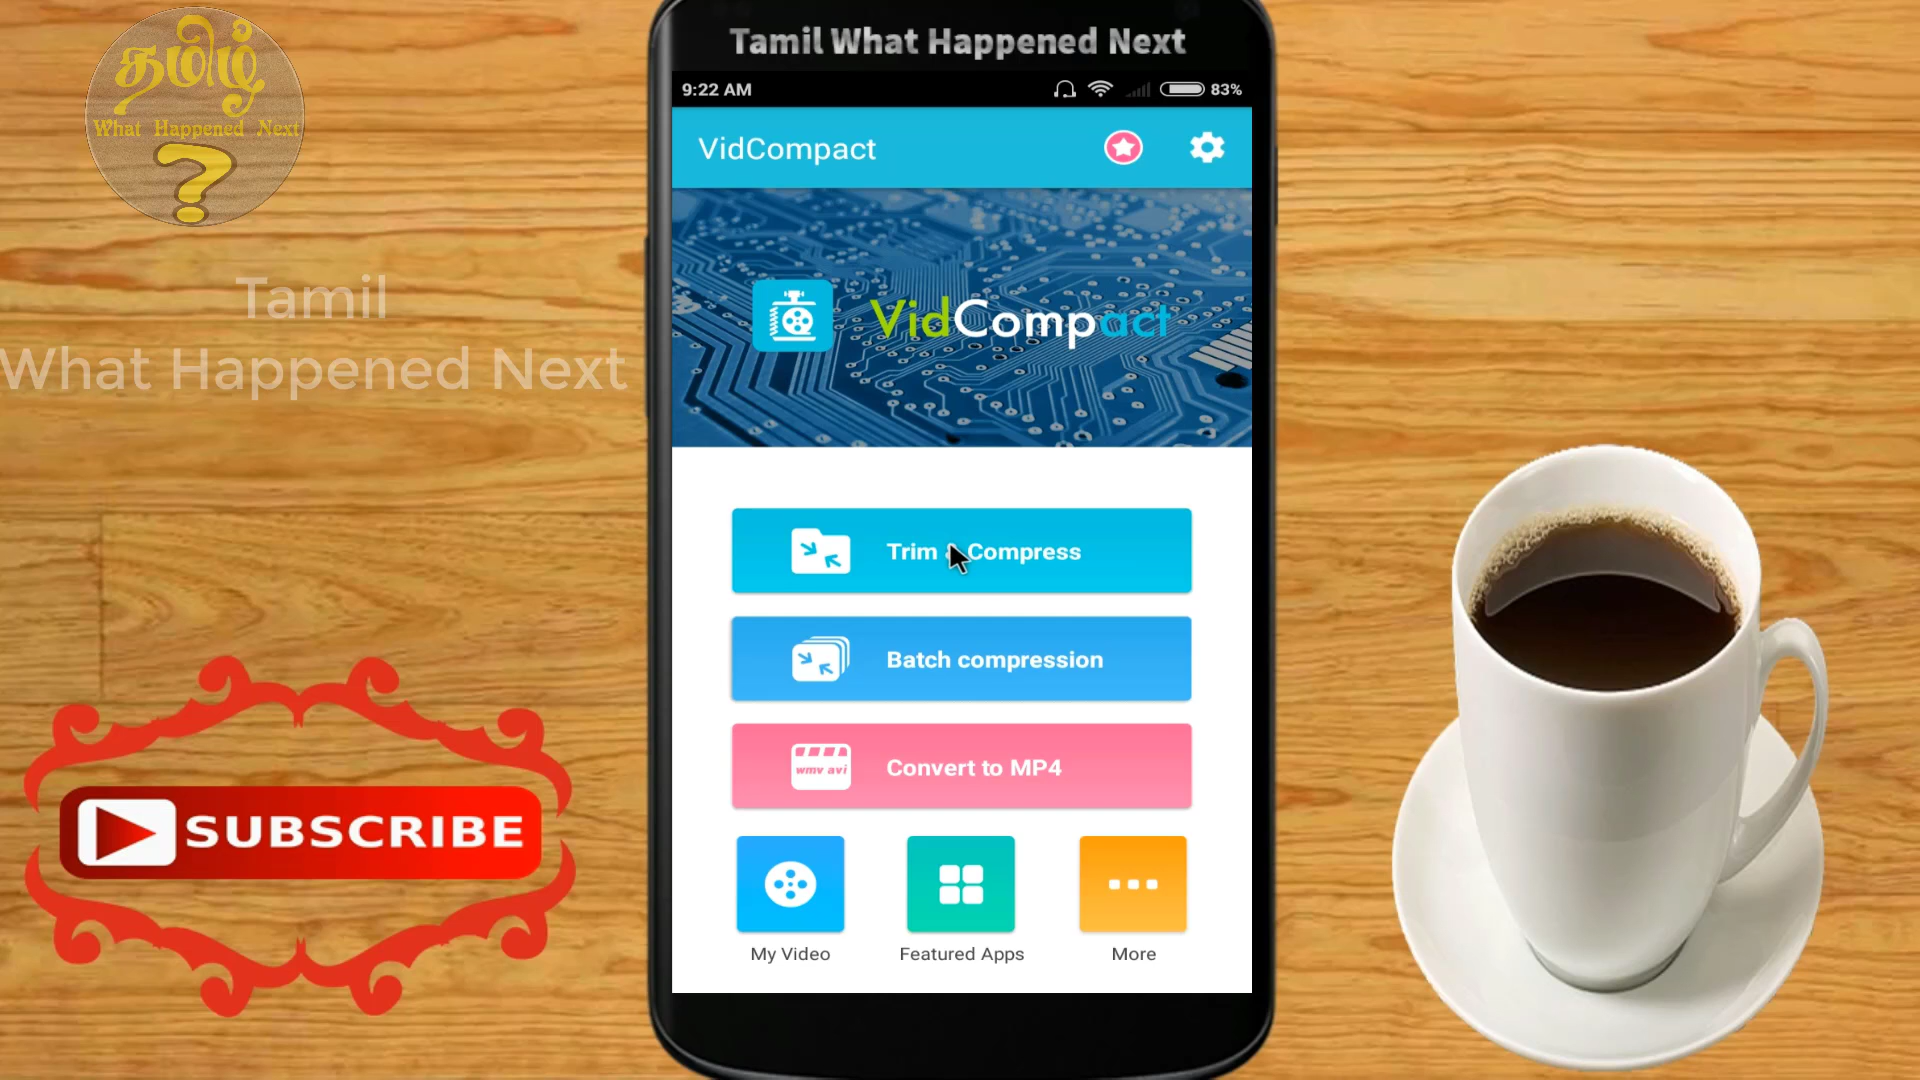 தமிழ்
What Happened Next
?
Tamil
What Happened Next
SUBSCRIBE
Tamil What Happened Next
9:22 AM
83%
VidCompact
VidCompact
Trim & Compress
Batch compression
wmv avi
Convert to MP4
My Video
Featured Apps
More